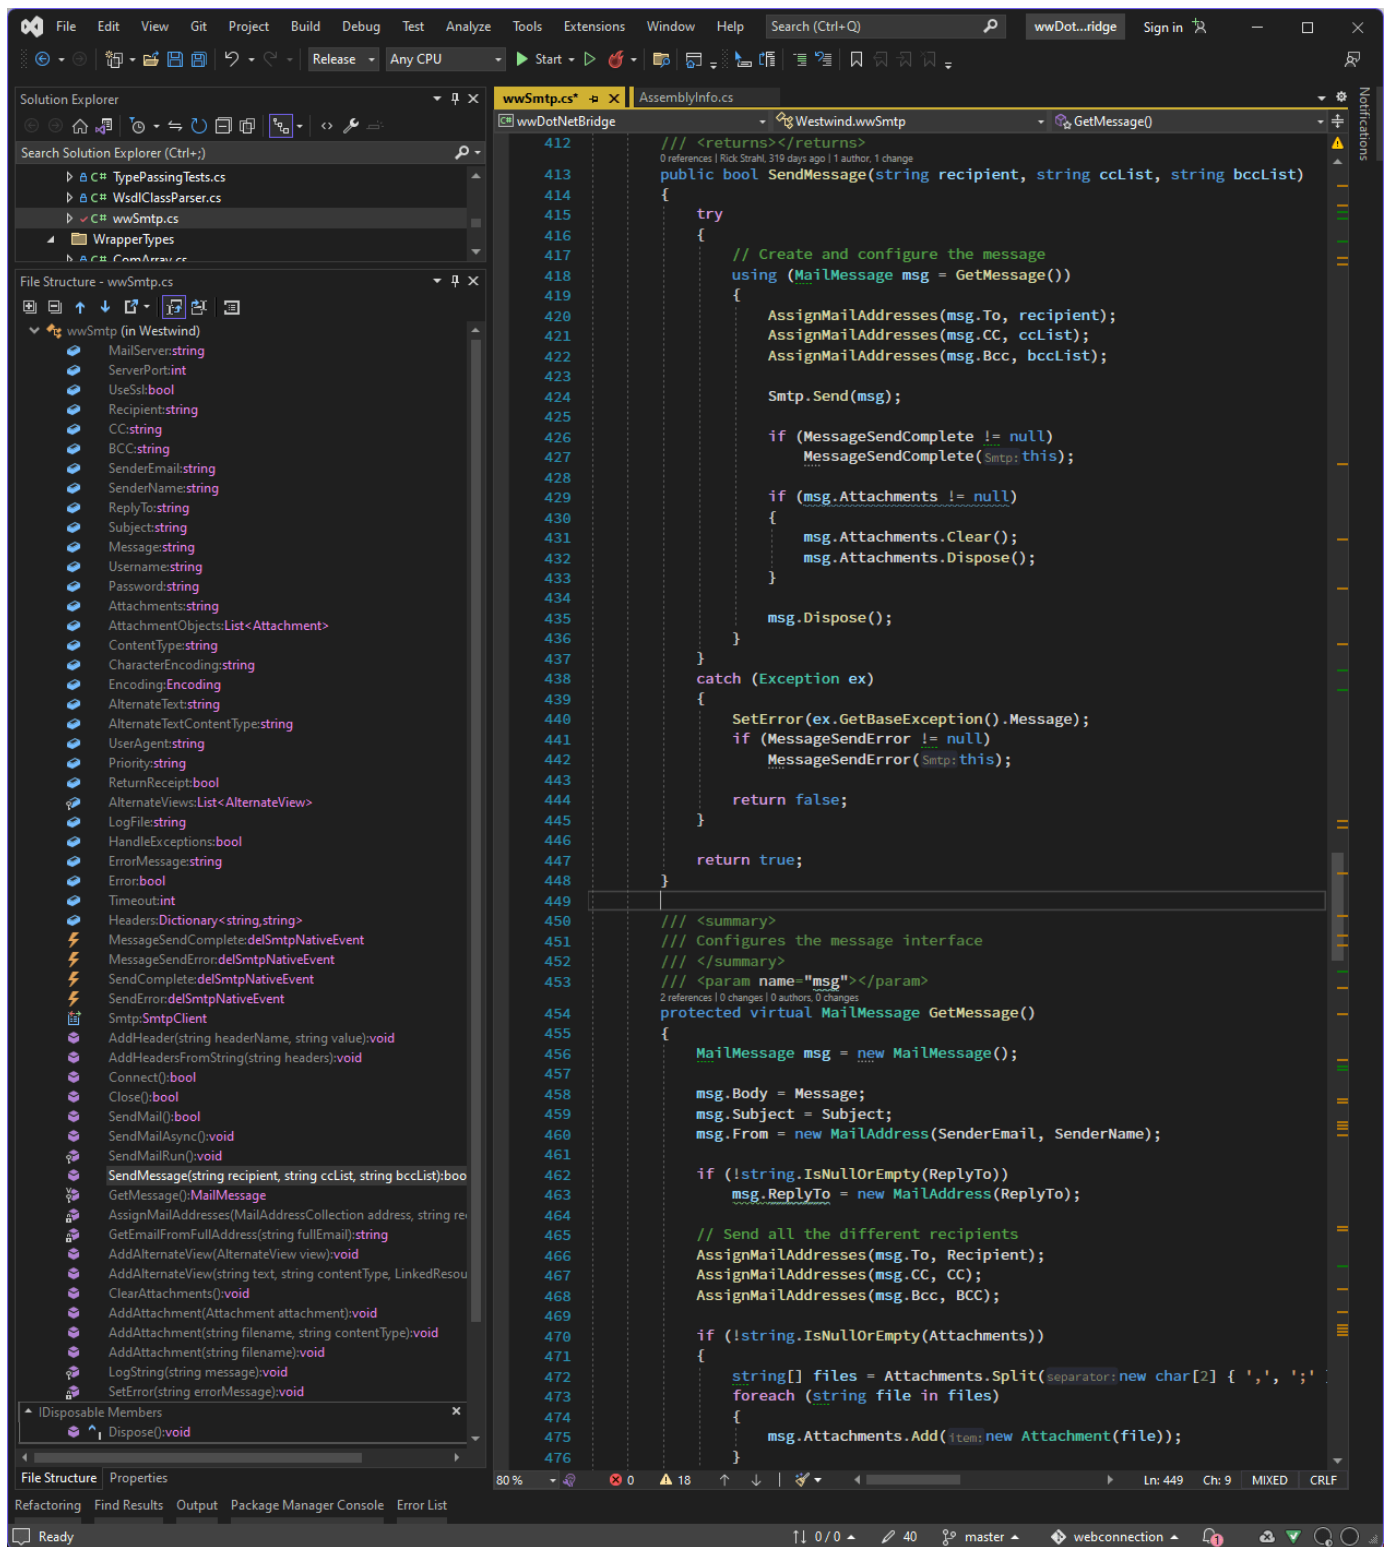 File Edit View Git Project Build Debug Test Analyze Tools Extensions Window Help Search (Ctrl+Q) wwDot...ridge Sign in
Release Any CPU Start
Solution Explorer
Search Solution Explorer (Ctrl+;)
C# TypePassingTests.cs
C# WsdlClassParser.cs
C# wwSmtp.cs
WrapperTypes
C# ComArray.cs
File Structure - wwSmtp.cs
wwSmtp (in Westwind)
MailServer:string
ServerPort:int
UseSsl:bool
Recipient:string
CC:string
BCC:string
SenderEmail:string
SenderName:string
ReplyTo:string
Subject:string
Message:string
Username:string
Password:string
Attachments:string
AttachmentObjects:List<Attachment>
ContentType:string
CharacterEncoding:string
Encoding:Encoding
AlternateText:string
AlternateTextContentType:string
UserAgent:string
Priority:string
ReturnReceipt:bool
AlternateViews:List<AlternateView>
LogFile:string
HandleExceptions:bool
ErrorMessage:string
Error:bool
Timeout:int
Headers:Dictionary<string,string>
MessageSendComplete:delSmtpNativeEvent
MessageSendError:delSmtpNativeEvent
SendComplete:delSmtpNativeEvent
SendError:delSmtpNativeEvent
Smtp:SmtpClient
AddHeader(string headerName, string value):void
AddHeadersFromString(string headers):void
Connect():bool
Close():bool
SendMail():bool
SendMailAsync():void
SendMailRun():void
SendMessage(string recipient, string ccList, string bccList):boo
GetMessage():MailMessage
AssignMailAddresses(MailAddressCollection address, string re
GetEmailFromFullAddress(string fullEmail):string
AddAlternateView(AlternateView view):void
AddAlternateView(string text, string contentType, LinkedResou
ClearAttachments():void
AddAttachment(Attachment attachment):void
AddAttachment(string filename, string contentType):void
AddAttachment(string filename):void
LogString(string message):void
SetError(string errorMessage):void
IDisposable Members
Dispose():void
File Structure Properties
Refactoring Find Results Output Package Manager Console Error List
wwSmtp.cs* AssemblyInfo.cs
C# wwDotNetBridge Westwind.wwSmtp GetMessage()
Notifications
412 /// <returns></returns>
0 references | Rick Strahl, 319 days ago | 1 author, 1 change
413 public bool SendMessage(string recipient, string ccList, string bccList)
414 {
415 try
416 {
417 // Create and configure the message
418 using (MailMessage msg = GetMessage())
419 {
420 AssignMailAddresses(msg.To, recipient);
421 AssignMailAddresses(msg.CC, ccList);
422 AssignMailAddresses(msg.Bcc, bccList);
423
424 Smtp.Send(msg);
425
426 if (MessageSendComplete != null)
427 MessageSendComplete(Smtp: this);
428
429 if (msg.Attachments != null)
430 {
431 msg.Attachments.Clear();
432 msg.Attachments.Dispose();
433 }
434
435 msg.Dispose();
436 }
437 }
438 catch (Exception ex)
439 {
440 SetError(ex.GetBaseException().Message);
441 if (MessageSendError != null)
442 MessageSendError(Smtp: this);
443
444 return false;
445 }
446
447 return true;
448 }
449
450 /// <summary>
451 /// Configures the message interface
452 /// </summary>
453 /// <param name="msg"></param>
2 references | 0 changes | 0 authors, 0 changes
454 protected virtual MailMessage GetMessage()
455 {
456 MailMessage msg = new MailMessage();
457
458 msg.Body = Message;
459 msg.Subject = Subject;
460 msg.From = new MailAddress(SenderEmail, SenderName);
461
462 if (!string.IsNullOrEmpty(ReplyTo))
463 msg.ReplyTo = new MailAddress(ReplyTo);
464
465 // Send all the different recipients
466 AssignMailAddresses(msg.To, Recipient);
467 AssignMailAddresses(msg.CC, CC);
468 AssignMailAddresses(msg.Bcc, BCC);
469
470 if (!string.IsNullOrEmpty(Attachments))
471 {
472 string[] files = Attachments.Split(separator: new char[2] { ',', ';'
473 foreach (string file in files)
474 {
475 msg.Attachments.Add(item: new Attachment(file));
476 }
80 % 0 18 Ln: 449 Ch: 9 MIXED CRLF
Ready 0 / 0 40 master webconnection 1